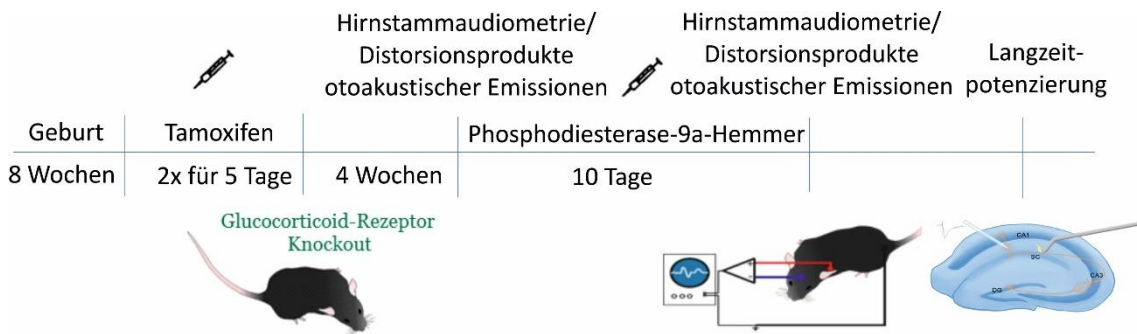 Hirnstammaudiometrie/
Distorsionsprodukte
otoakustischer Emissionen
Hirnstammaudiometrie/
Distorsionsprodukte
otoakustischer Emissionen
Langzeit-
potenzierung
Geburt
Tamoxifen
Phosphodiesterase-9a-Hemmer
8 Wochen
2x für 5 Tage
4 Wochen
10 Tage
Glucocorticoid-Rezeptor
Knockout
CA1
SC
CA3
DG